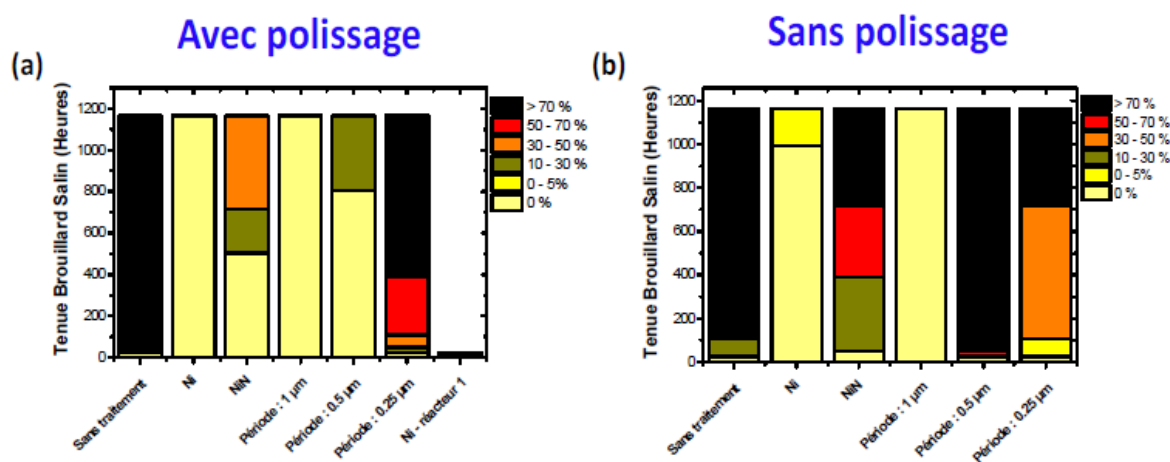 Avec polissage
Sans polissage
(a)
Tenue Brouillard Salin (Heures)
1200
1000
800
600
400
200
0
Sans traitement
Ni
NiN
Période : 1 µm
Période : 0.5 µm
Période : 0.25 µm
Ni - réacteur 1
> 70 %
50 - 70 %
30 - 50 %
10 - 30 %
0 - 5%
0 %
(b)
Tenue Brouillard Salin (Heures)
1200
1000
800
600
400
200
0
Sans traitement
Ni
NiN
Période : 1 µm
Période : 0.5 µm
Période : 0.25 µm
> 70 %
50 - 70 %
30 - 50 %
10 - 30 %
0 - 5%
0 %